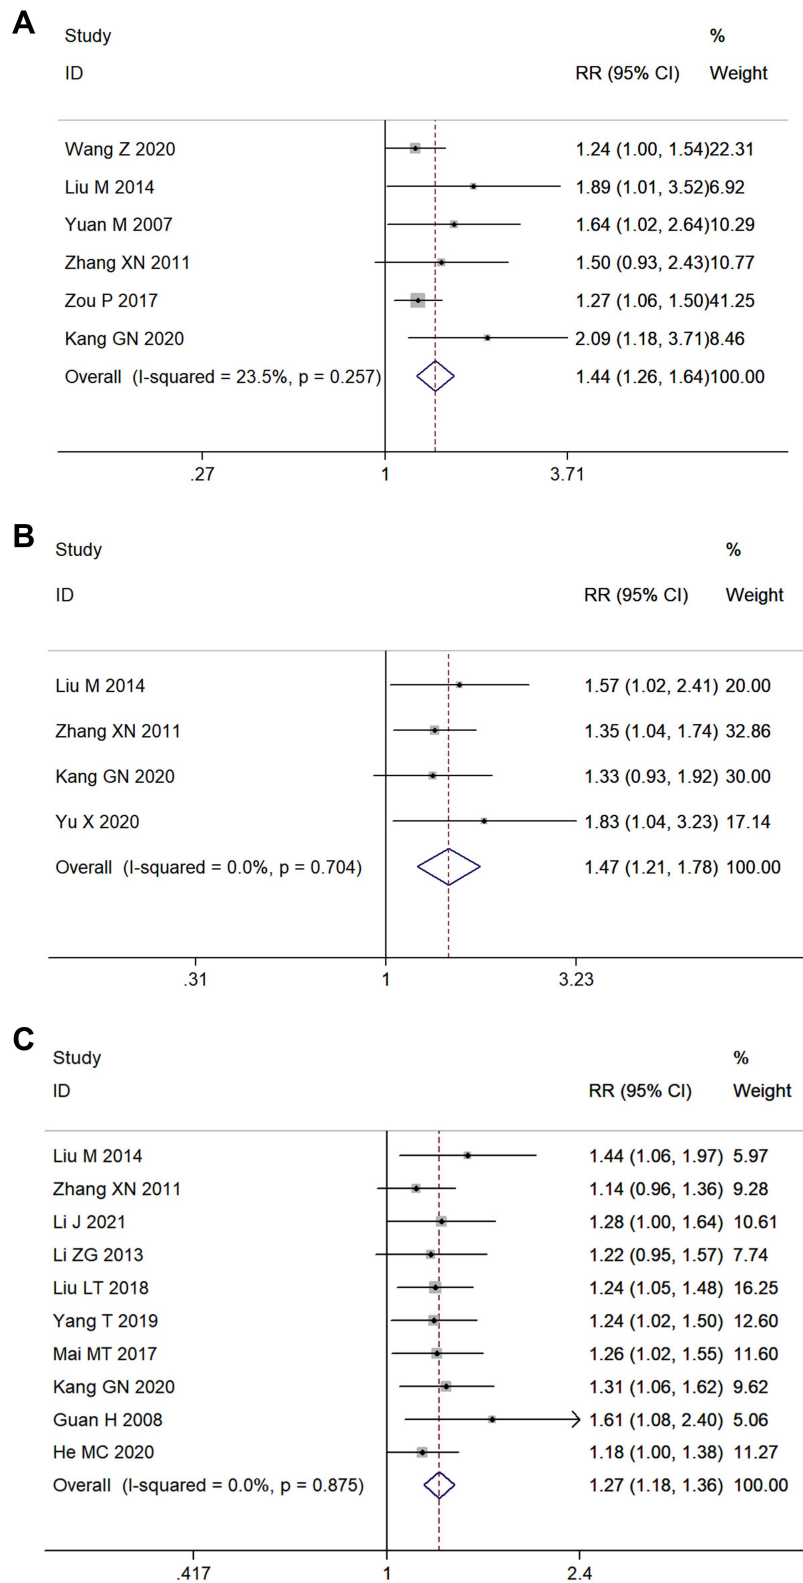 A
Study %
ID RR (95% CI) Weight
Wang Z 2020 1.24 (1.00, 1.54)22.31
Liu M 2014 1.89 (1.01, 3.52)6.92
Yuan M 2007 1.64 (1.02, 2.64)10.29
Zhang XN 2011 1.50 (0.93, 2.43)10.77
Zou P 2017 1.27 (1.06, 1.50)41.25
Kang GN 2020 2.09 (1.18, 3.71)8.46
Overall (I-squared = 23.5%, p = 0.257) 1.44 (1.26, 1.64)100.00
.27 1 3.71
B
Study %
ID RR (95% CI) Weight
Liu M 2014 1.57 (1.02, 2.41) 20.00
Zhang XN 2011 1.35 (1.04, 1.74) 32.86
Kang GN 2020 1.33 (0.93, 1.92) 30.00
Yu X 2020 1.83 (1.04, 3.23) 17.14
Overall (I-squared = 0.0%, p = 0.704) 1.47 (1.21, 1.78) 100.00
.31 1 3.23
C
Study %
ID RR (95% CI) Weight
Liu M 2014 1.44 (1.06, 1.97) 5.97
Zhang XN 2011 1.14 (0.96, 1.36) 9.28
Li J 2021 1.28 (1.00, 1.64) 10.61
Li ZG 2013 1.22 (0.95, 1.57) 7.74
Liu LT 2018 1.24 (1.05, 1.48) 16.25
Yang T 2019 1.24 (1.02, 1.50) 12.60
Mai MT 2017 1.26 (1.02, 1.55) 11.60
Kang GN 2020 1.31 (1.06, 1.62) 9.62
Guan H 2008 1.61 (1.08, 2.40) 5.06
He MC 2020 1.18 (1.00, 1.38) 11.27
Overall (I-squared = 0.0%, p = 0.875) 1.27 (1.18, 1.36) 100.00
.417 1 2.4